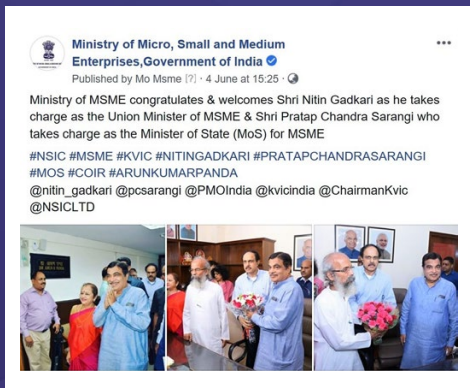 Ministry of Micro, Small and Medium
Enterprises,Government of India
Published by Mo Msme [?] · 4 June at 15:25 ·
Ministry of MSME congratulates & welcomes Shri Nitin Gadkari as he takes
charge as the Union Minister of MSME & Shri Pratap Chandra Sarangi who
takes charge as the Minister of State (MoS) for MSME
#NSIC #MSME #KVIC #NITINGADKARI #PRATAPCHANDRASARANGI
#MOS #COIR #ARUNKUMARPANDA
@nitin_gadkari @pcsarangi @PMOIndia @kvicindia @ChairmanKvic
@NSICLTD